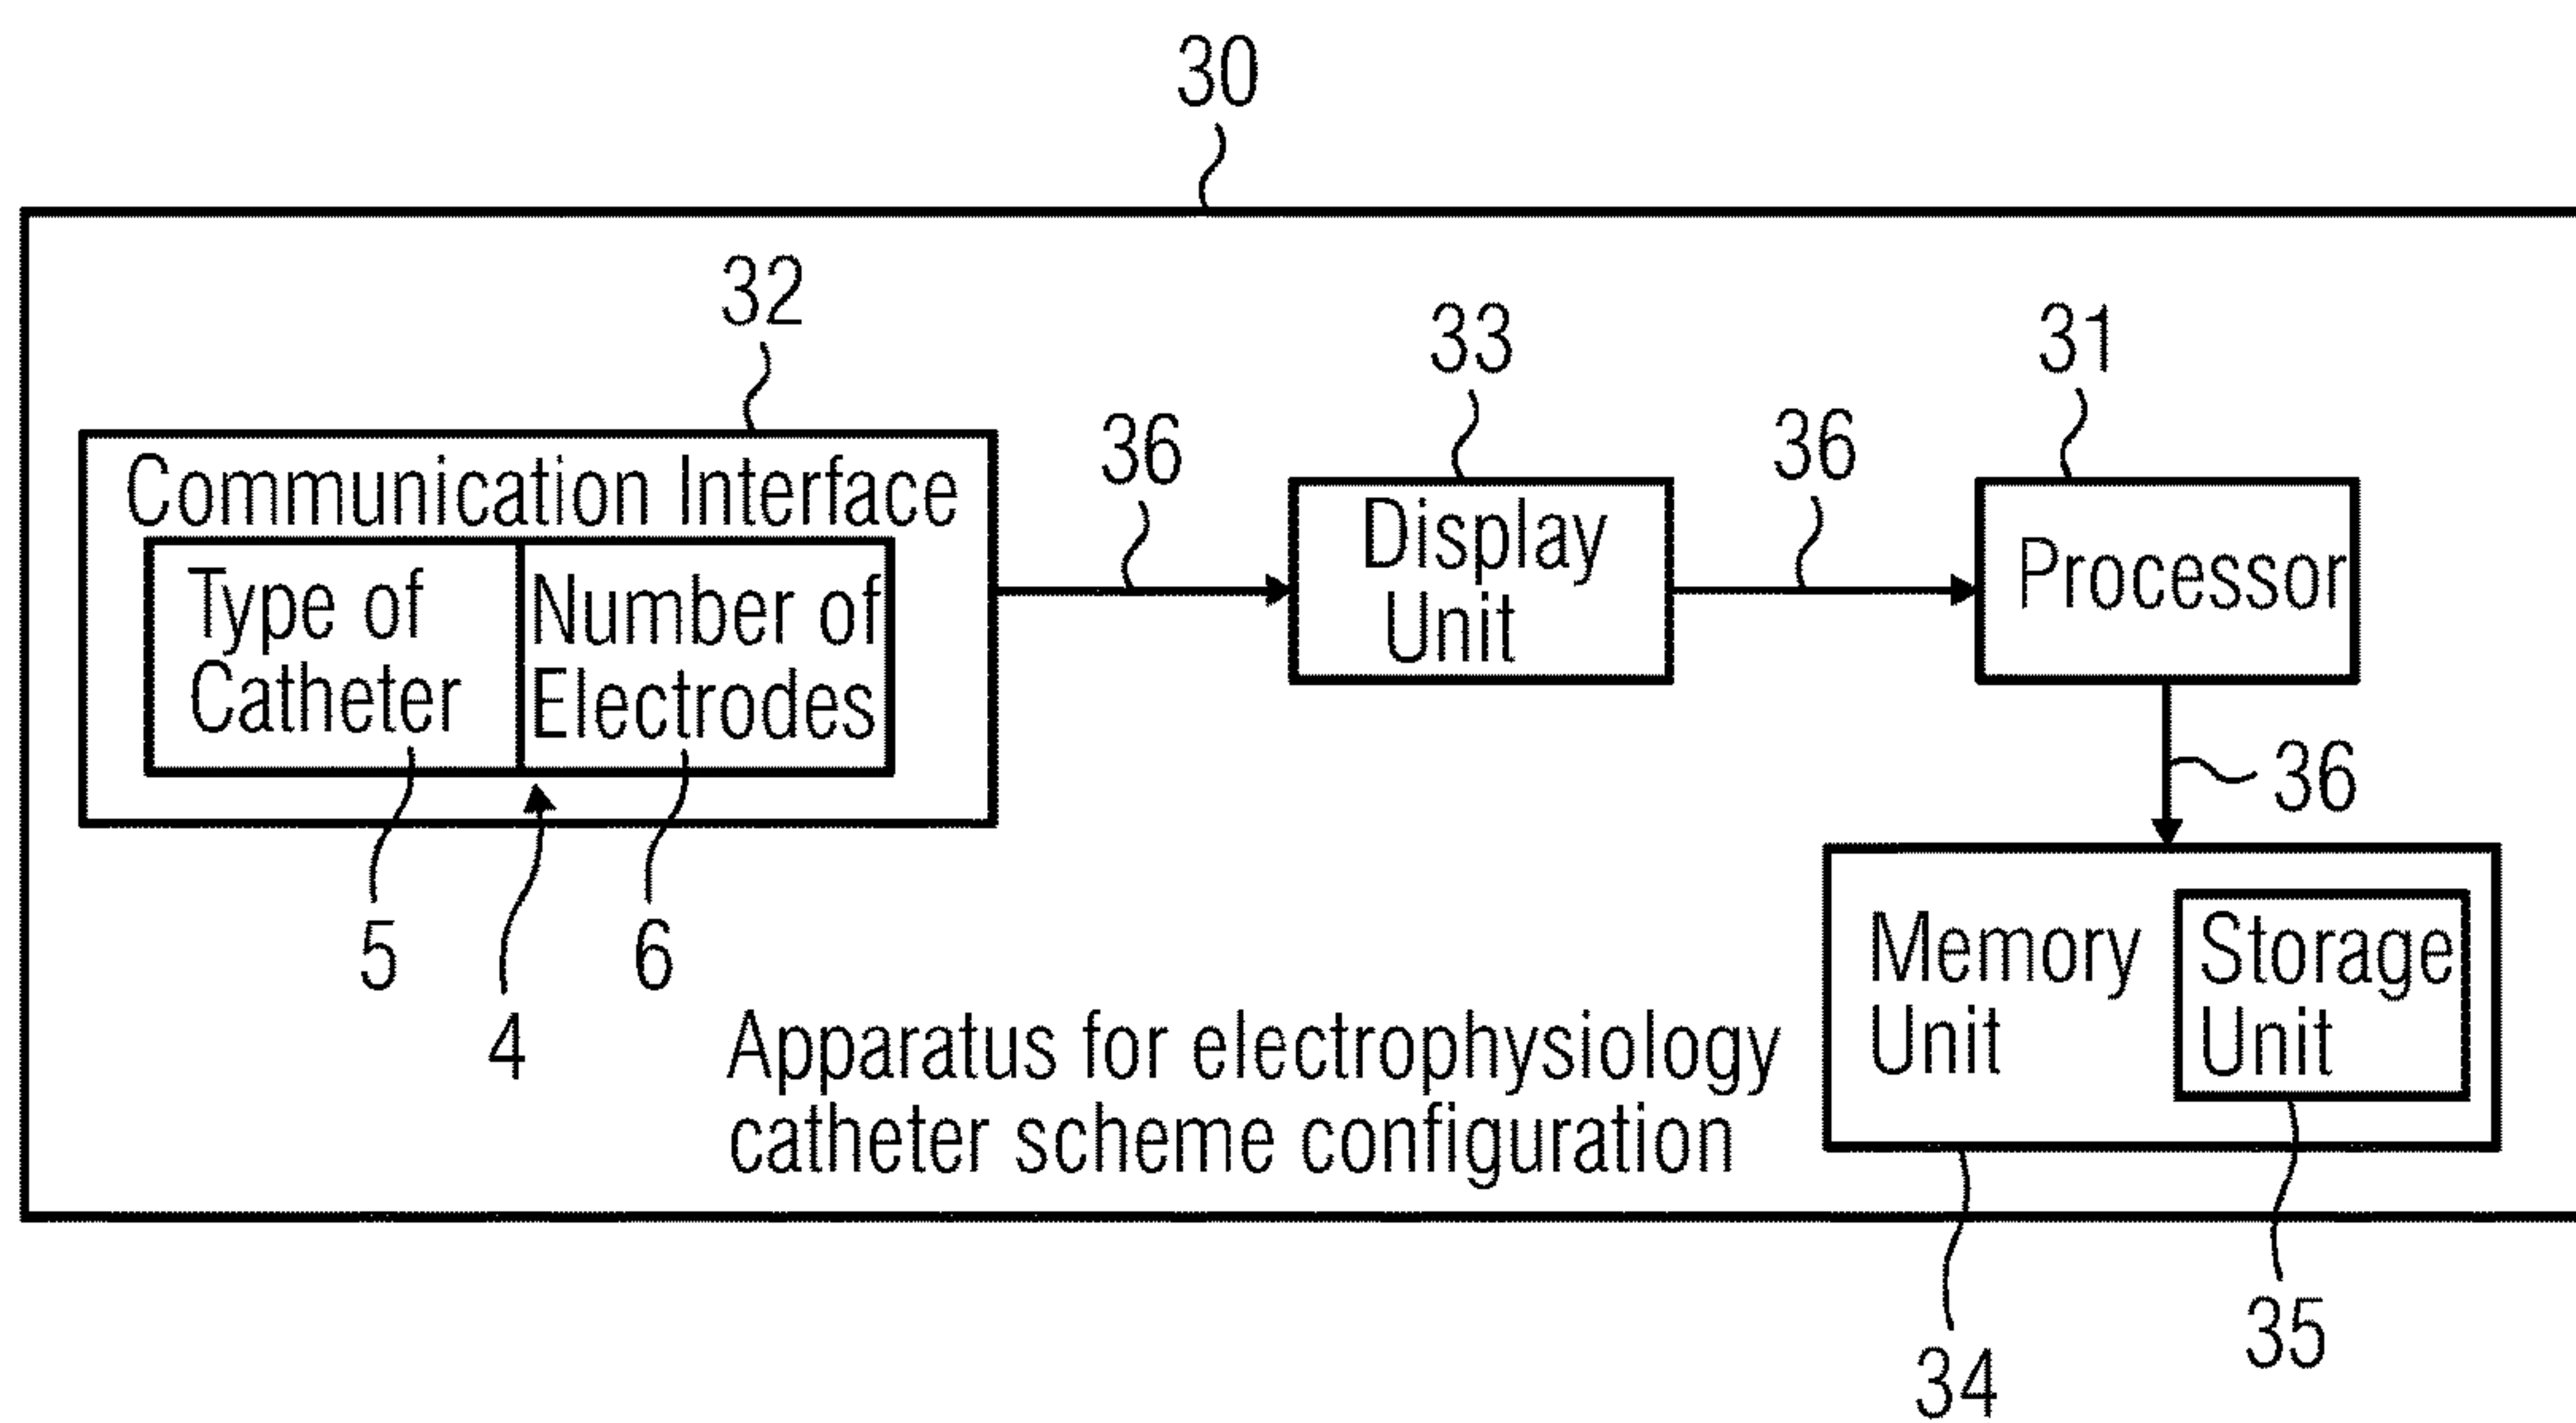 30
32
33
31
36
36
Communication Interface
Type of
Catheter
Number of
Electrodes
Display
Unit
Processor
36
5
4
6
Memory
Unit
Storage
Unit
Apparatus for electrophysiology
catheter scheme configuration
34
35